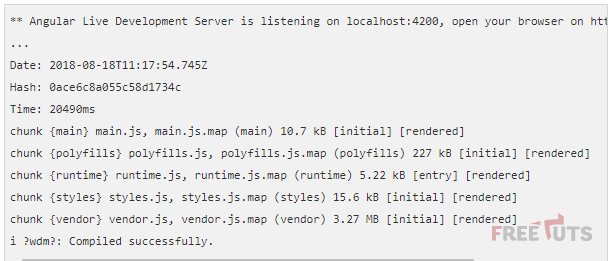 ** Angular Live Development Server is listening on localhost:4200, open your browser on
...
Date: 2018-08-18T11:17:54.745Z
Hash: 0ace6c8a055c58d1734c
Time: 20490ms
chunk {main} main.js, main.js.map (main) 10.7 kB [initial] [rendered]
chunk {polyfills} polyfills.js, polyfills.js.map (polyfills) 227 kB [initial] [rendered]
chunk {runtime} runtime.js, runtime.js.map (runtime) 5.22 kB [entry] [rendered]
chunk {styles} styles.js, styles.js.map (styles) 15.6 kB [initial] [rendered]
chunk {vendor} vendor.js, vendor.js.map (vendor) 3.27 MB [initial] [rendered]
i ?wdm?: Compiled successfully.
FREETUTS